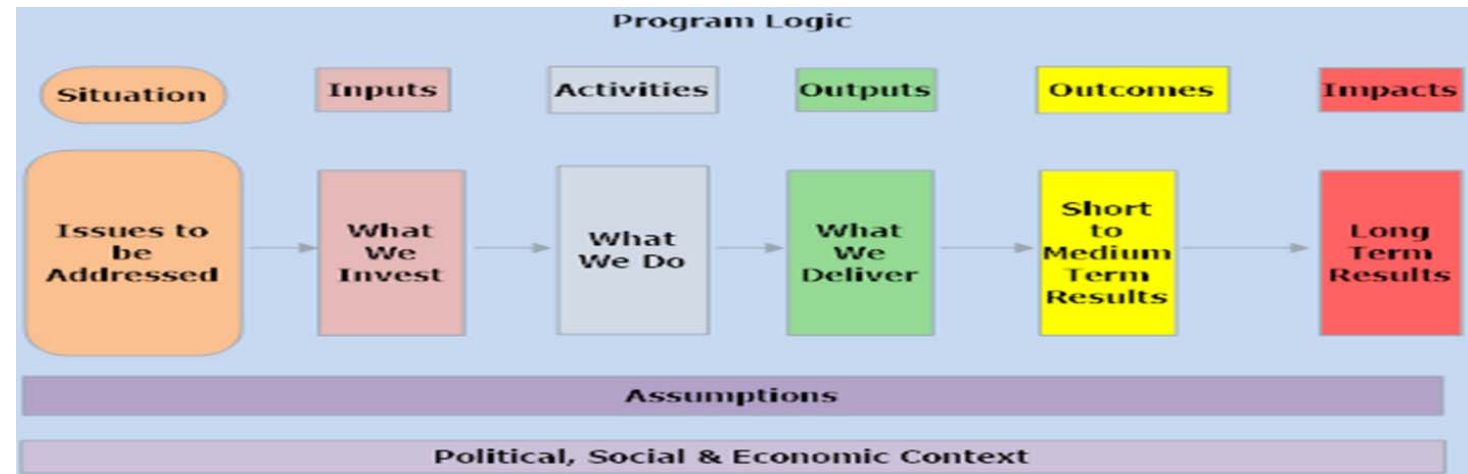 Program Logic
Situation
Inputs
Activities
Outputs
Outcomes
Impacts
Issues to
be
Addressed
What
We
Invest
What
We Do
What
We
Deliver
Short
to
Medium
Term
Results
Long
Term
Results
Assumptions
Political, Social & Economic Context